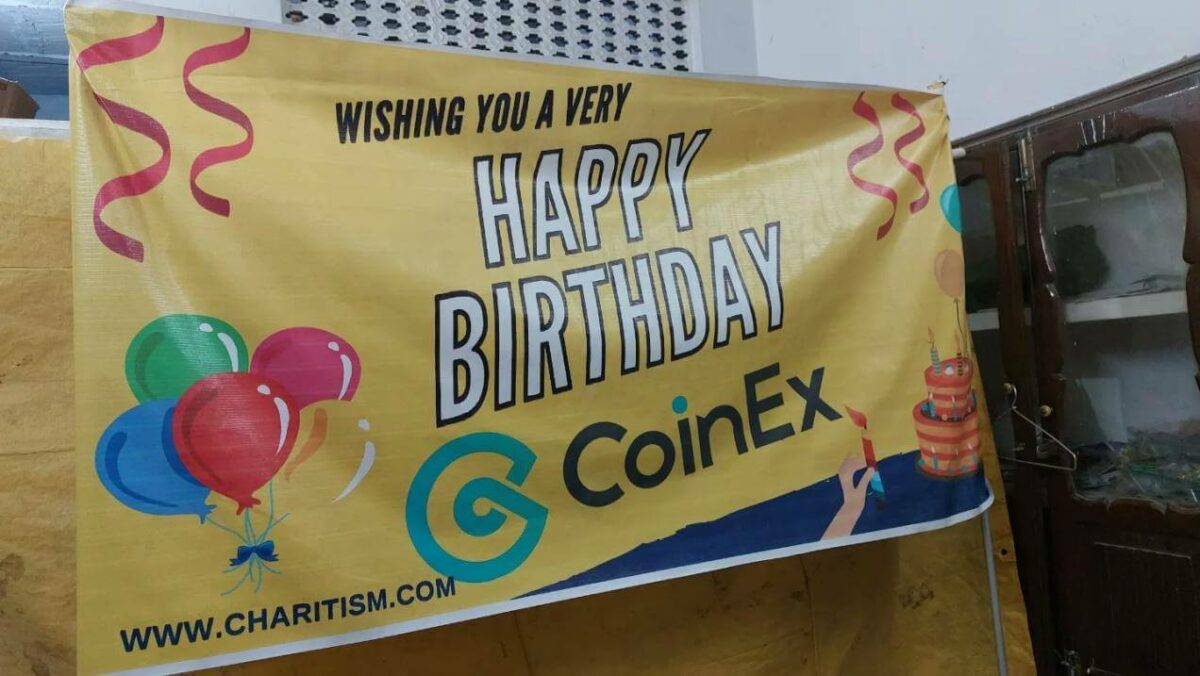 WISHING YOU A VERY
HAPPY
BIRTHDAY
CoinEx
WWW.CHARITISM.COM